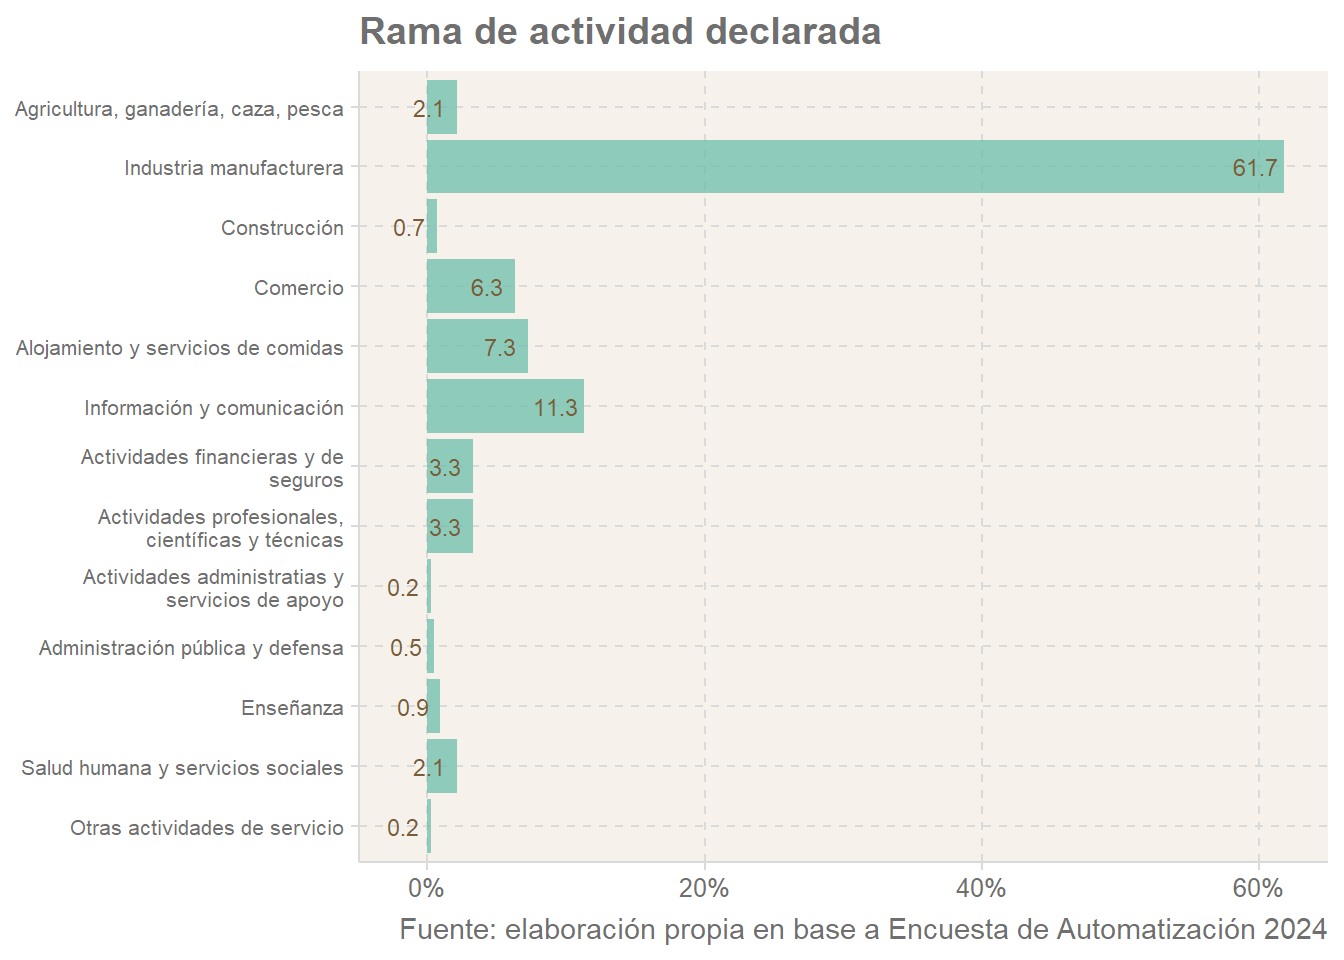 Rama de actividad declarada
Agricultura, ganadería, caza, pesca 2.1
Industria manufacturera 61.7
Construcción 0.7
Comercio 6.3
Alojamiento y servicios de comidas 7.3
Información y comunicación 11.3
Actividades financieras y de
seguros 3.3
Actividades profesionales,
científicas y técnicas 3.3
Actividades administratias y
servicios de apoyo 0.2
Administración pública y defensa 0.5
Enseñanza 0.9
Salud humana y servicios sociales 2.1
Otras actividades de servicio 0.2
0% 20% 40% 60%
Fuente: elaboración propia en base a Encuesta de Automatización 2024